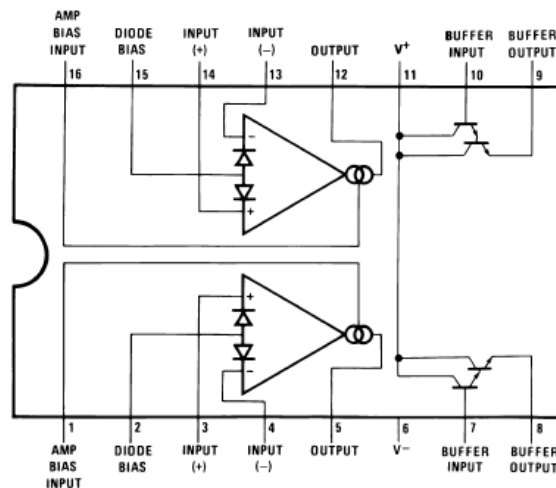 AMP
BIAS
INPUT
16
DIODE
BIAS
15
INPUT
(+)
14
INPUT
(−)
13
OUTPUT
12
V+
11
BUFFER
INPUT
10
BUFFER
OUTPUT
9
−
+
+
−
1
AMP
BIAS
INPUT
2
DIODE
BIAS
3
INPUT
(+)
4
INPUT
(−)
5
OUTPUT
6
V−
7
BUFFER
INPUT
8
BUFFER
OUTPUT